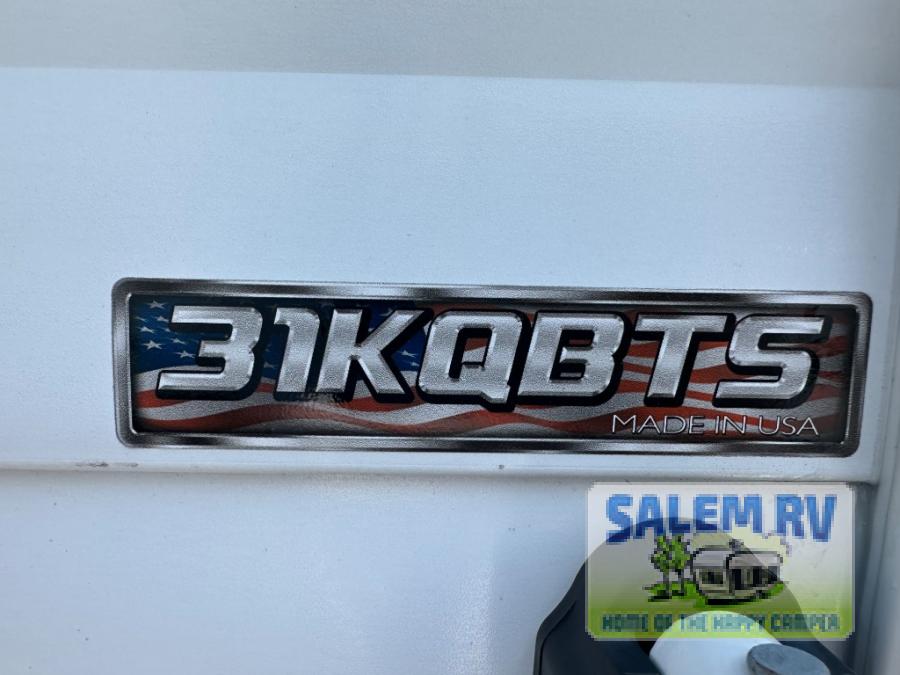 31KQBTS
MADE IN USA
SALEM RV
HOME OF THE HAPPY CAMPER